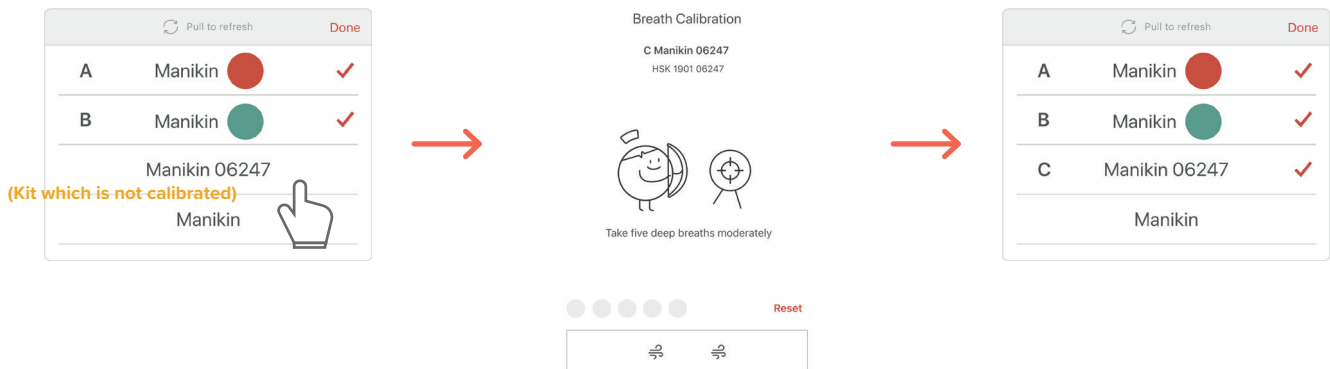 Pull to refresh Done
A Manikin
B Manikin
Manikin 06247
(Kit which is not calibrated)
Manikin
Breath Calibration
C Manikin 06247
HSK 1901 06247
Take five deep breaths moderately
Reset
Pull to refresh Done
A Manikin
B Manikin
C Manikin 06247
Manikin